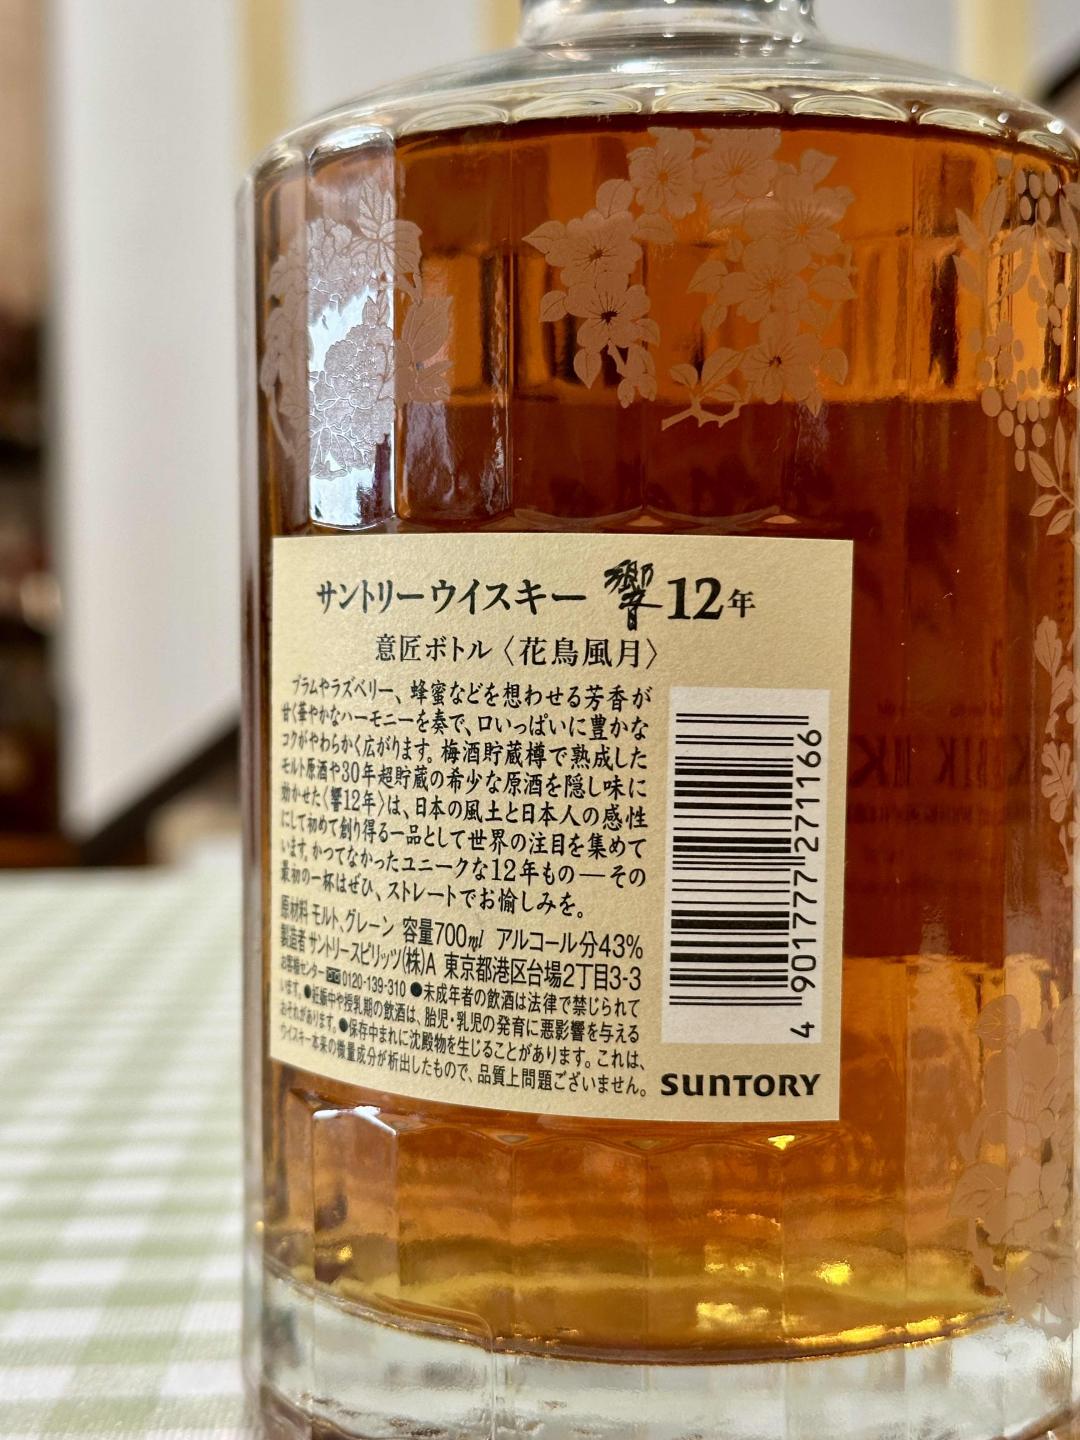 サントリーウイスキー 響 12年
意匠ボトル〈花鳥風月〉
プラムやラズベリー、蜂蜜などを想わせる芳香が
甘く華やかなハーモニーを奏で、口いっぱいに豊かな
コクがやわらかく広がります。梅酒貯蔵樽で熟成した
モルト原酒や30年超貯蔵の希少な原酒を隠し味に
効かせた〈響12年〉は、日本の風土と日本人の感性
にして初めて創り得る一品として世界の注目を集めて
います。かつてなかったユニークな12年もの―その
最初の一杯はぜひ、ストレートでお愉しみを。
原材料 モルト、グレーン 容量700㎖ アルコール分43%
製造者 サントリースピリッツ(株)A 東京都港区台場2丁目3-3
お客様センター 0120-139-310 ●未成年者の飲酒は法律で禁じられて
います。●妊娠中や授乳期の飲酒は、胎児・乳児の発育に悪影響を与える
おそれがあります。●保存中まれに沈殿物を生じることがあります。これは、
ウイスキー本来の微量成分が析出したもので、品質上問題ございません。
4 901777 271166
SUNTORY